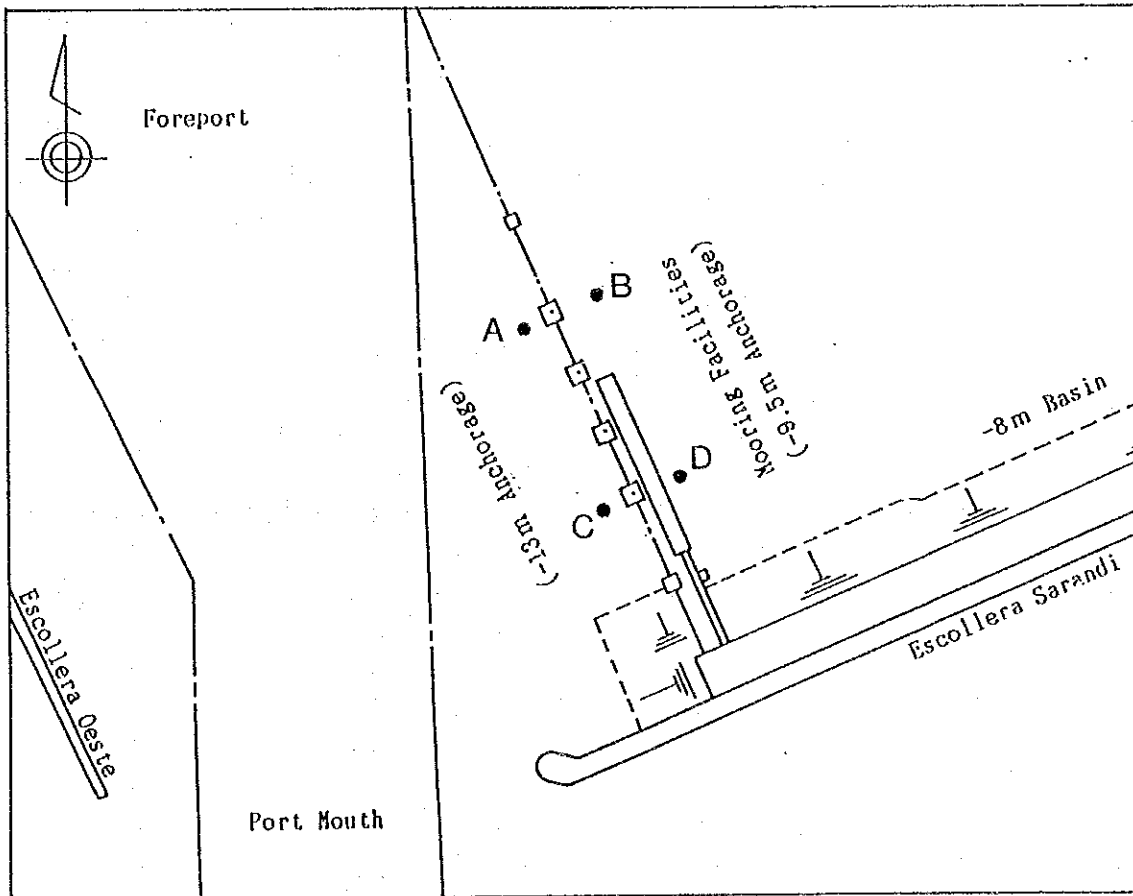 Foreport
B
A
Mooring Facilities
(-9.5m Anchorage)
(-13m Anchorage)
-8m Basin
D
C
Escollera Sarandi
Escollera Oeste
Port Mouth